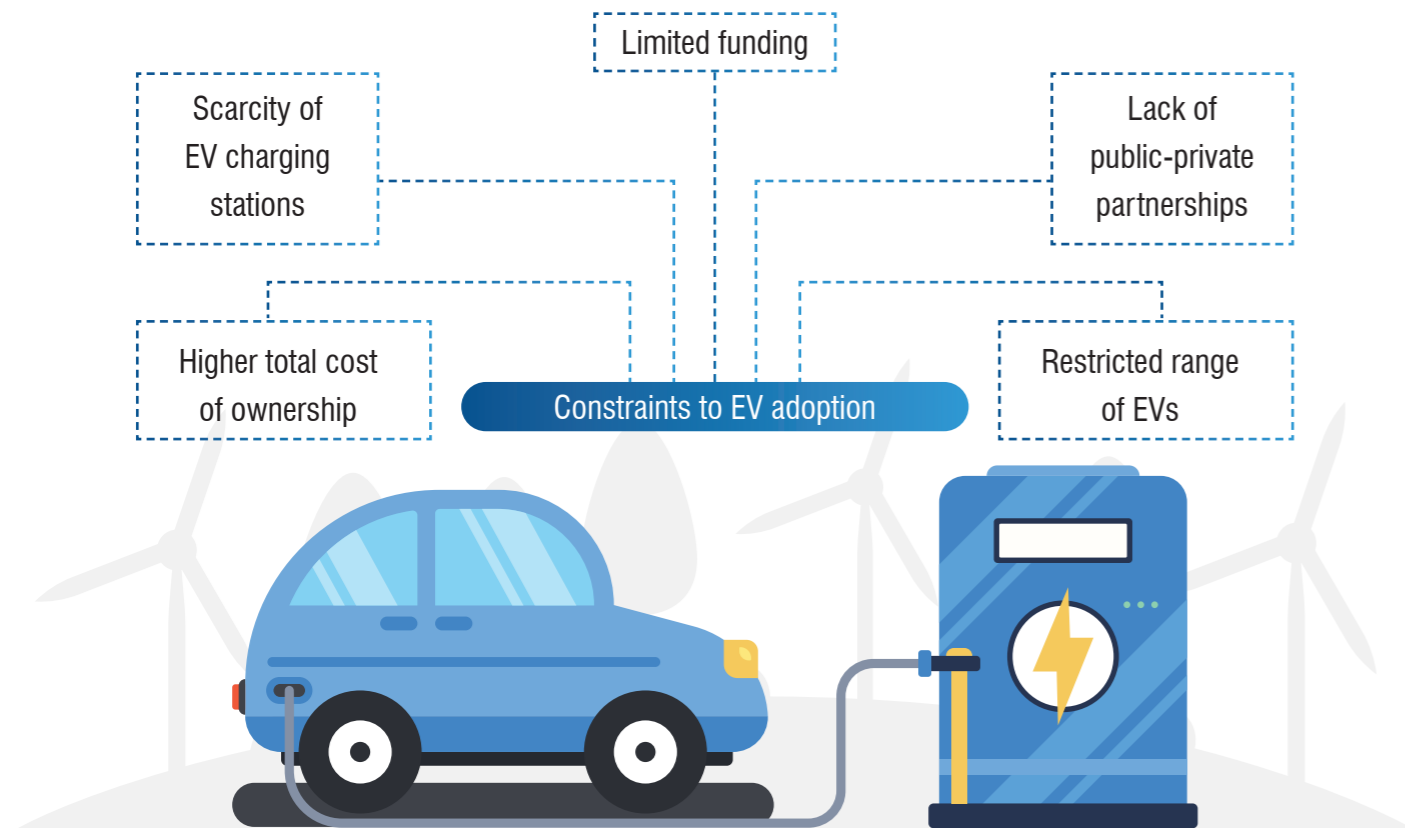 Limited funding
Scarcity of
EV charging
stations
Lack of
public-private
partnerships
Higher total cost
of ownership
Restricted range
of EVs
Constraints to EV adoption